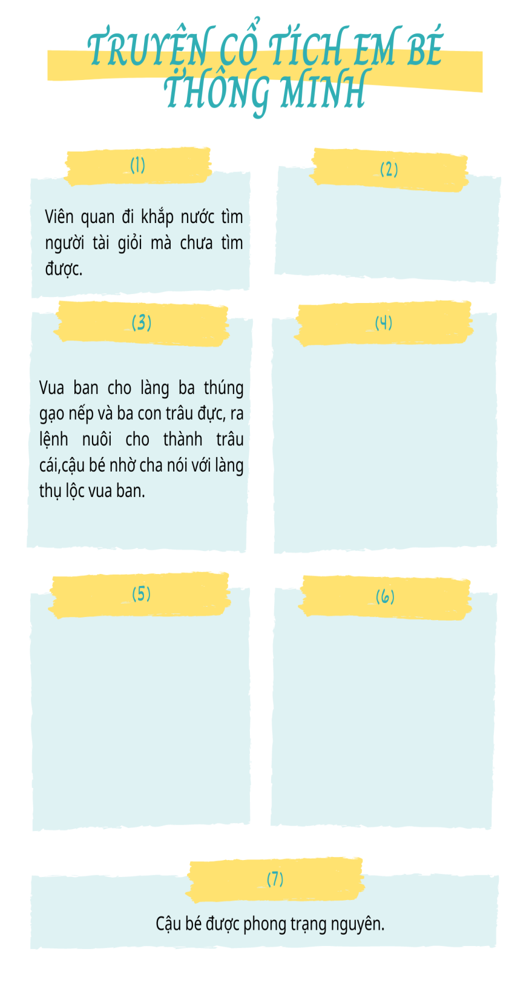 TRUYỆN CỔ TÍCH EM BÉ
THÔNG MINH
(1)
Viên quan đi khắp nước tìm
người tài giỏi mà chưa tìm
được.
(2)
(3)
Vua ban cho làng ba thúng
gạo nếp và ba con trâu đực, ra
lệnh nuôi cho thành trâu
cái,cậu bé nhờ cha nói với làng
thụ lộc vua ban.
(4)
(5)
(6)
(7)
Cậu bé được phong trạng nguyên.